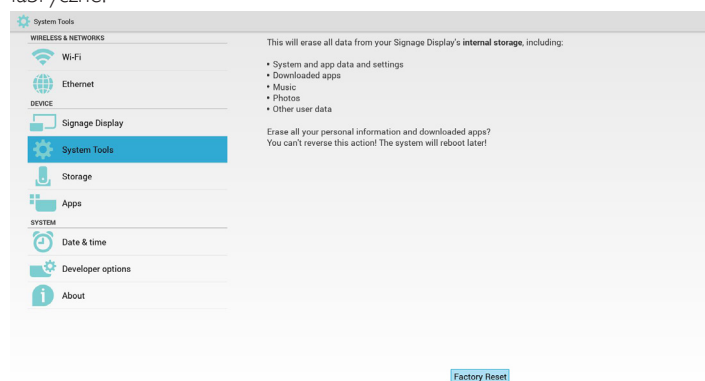 System Tools
WIRELESS & NETWORKS
Wi-Fi
Ethernet
DEVICE
Signage Display
System Tools
Storage
Apps
SYSTEM
Date & time
Developer options
About
This will erase all data from your Signage Display's internal storage, including:
• System and app data and settings
• Downloaded apps
• Music
• Photos
• Other user data
Erase all your personal information and downloaded apps?
You can't reverse this action! The system will reboot later!
Factory Reset